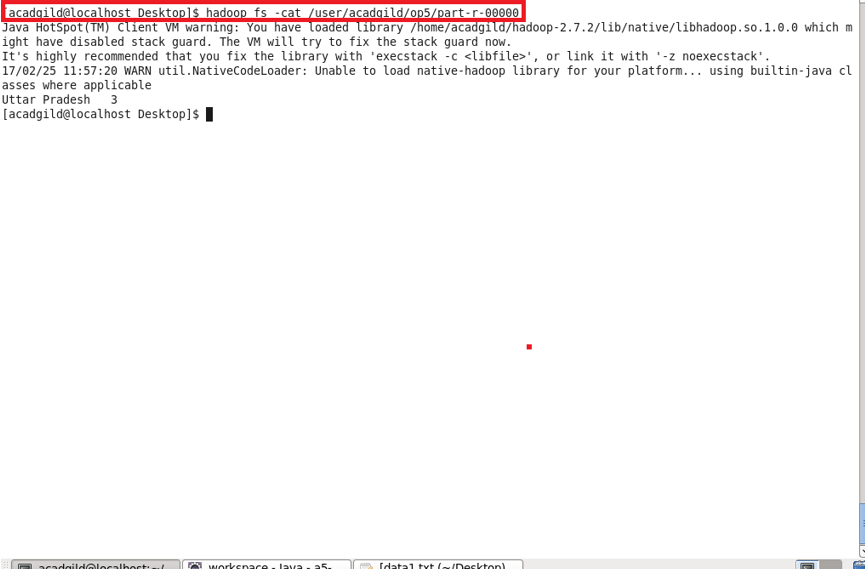 [acadgild@localhost Desktop]$ hadoop fs -cat /user/acadgild/op5/part-r-00000
Java HotSpot(TM) Client VM warning: You have loaded library /home/acadgild/hadoop-2.7.2/lib/native/libhadoop.so.1.0.0 which m
ight have disabled stack guard. The VM will try to fix the stack guard now.
It's highly recommended that you fix the library with 'execstack -c <libfile>', or link it with '-z noexecstack'.
17/02/25 11:57:20 WARN util.NativeCodeLoader: Unable to load native-hadoop library for your platform... using builtin-java cl
asses where applicable
Uttar Pradesh   3
[acadgild@localhost Desktop]$
acadgild@localhost:~/ workspace - Java - a5- [data1.txt (~/Desktop)